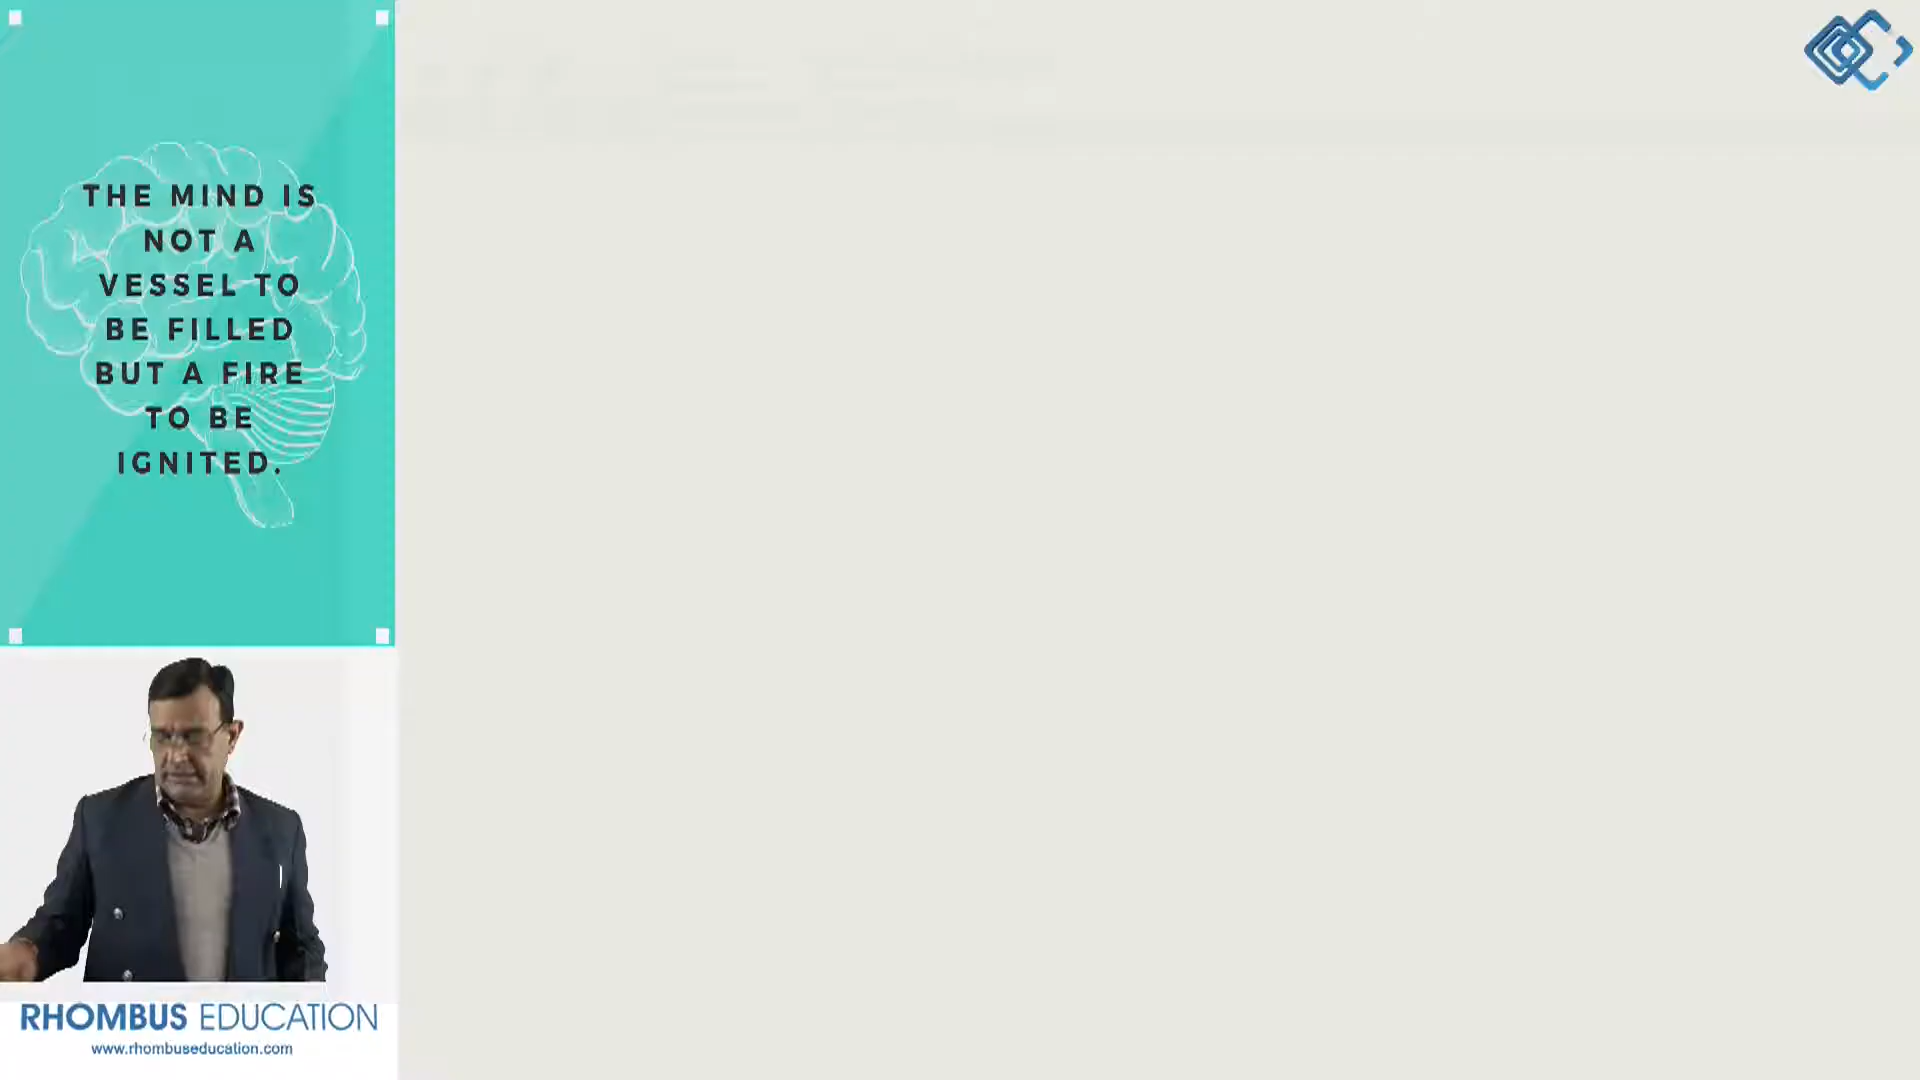 THE MIND IS
NOT A
VESSEL TO
BE FILLED
BUT A FIRE
TO BE
IGNITED.
RHOMBUS EDUCATION
www.rhombuseducation.com